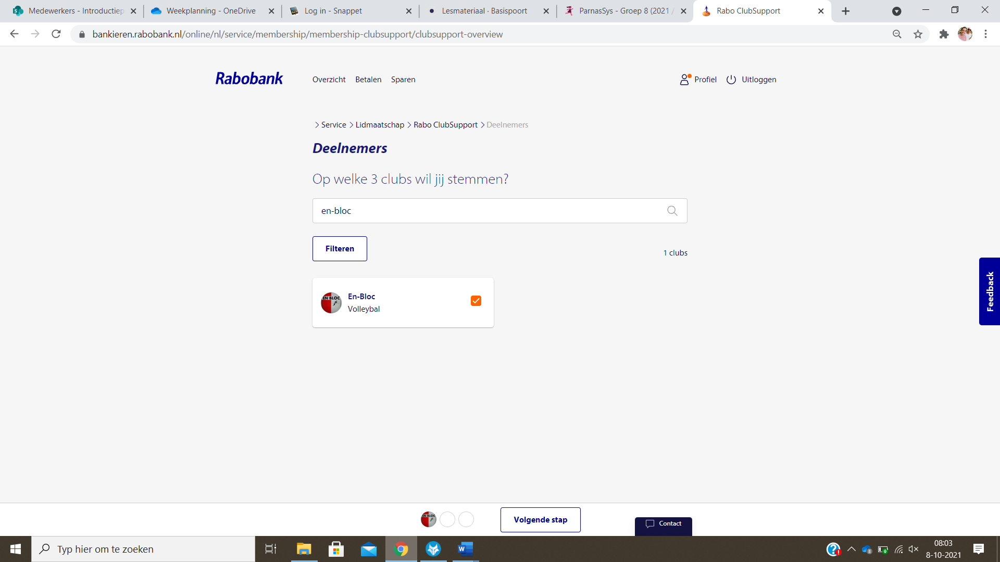 Medewerkers - Introductiep
Weekplanning - OneDrive
Log in - Snappet
Lesmateriaal · Basispoort
ParnasSys - Groep 8 (2021 /
Rabo ClubSupport
bankieren.rabobank.nl/online/nl/service/membership/membership-clubsupport/clubsupport-overview
Rabobank
Overzicht Betalen Sparen
Profiel Uitloggen
Service Lidmaatschap Rabo ClubSupport Deelnemers
Deelnemers
Op welke 3 clubs wil jij stemmen?
en-bloc
Filteren
1 clubs
EN BLOC
En-Bloc
Volleybal
Feedback
EN BLOC
Volgende stap
Contact
Typ hier om te zoeken
08:03
8-10-2021